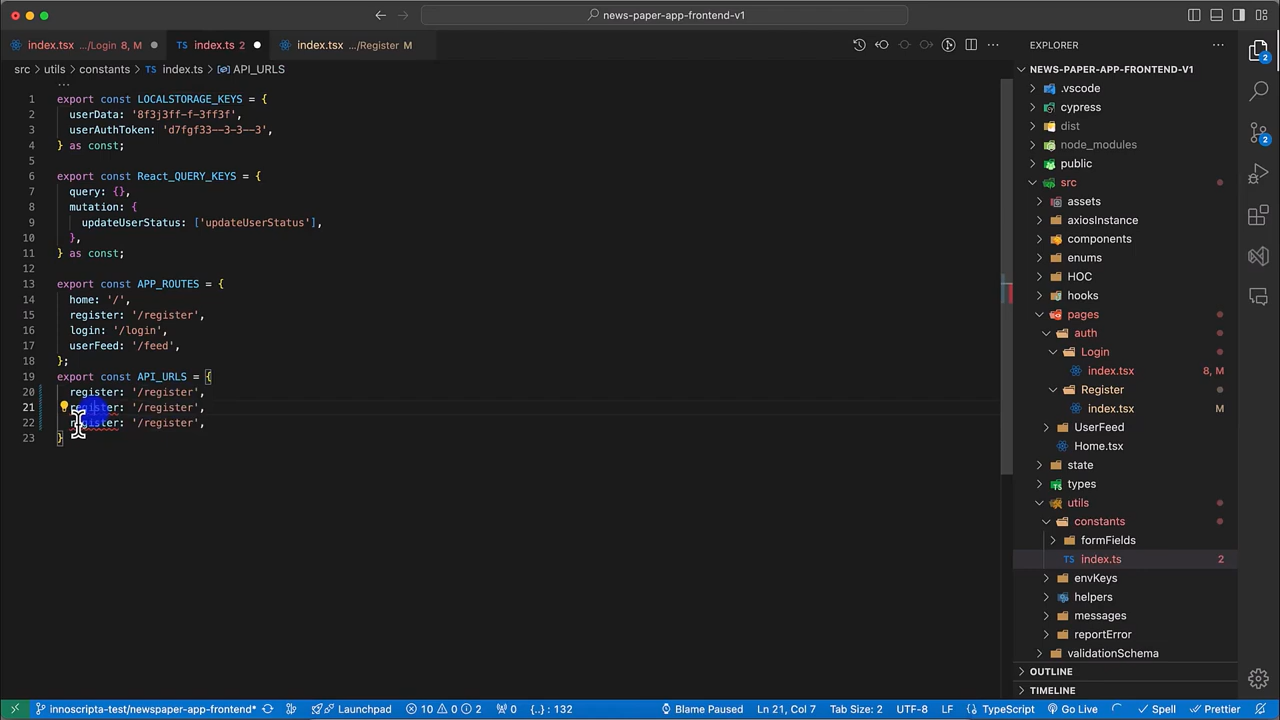 news-paper-app-frontend-v1
index.tsx .../Login 8, M
index.ts 2
index.tsx .../Register M
EXPLORER
src > utils > constants > TS index.ts > API_URLS
NEWS-PAPER-APP-FRONTEND-V1
...
1 export const LOCALSTORAGE_KEYS = {
2 userData: '8f3j3ff-f-3ff3f',
3 userAuthToken: 'd7fgf33--3-3--3',
4 } as const;
5
6 export const React_QUERY_KEYS = {
7 query: {},
8 mutation: {
9 updateUserStatus: ['updateUserStatus'],
10 },
11 } as const;
12
13 export const APP_ROUTES = {
14 home: '/',
15 register: '/register',
16 login: '/login',
17 userFeed: '/feed',
18 };
19 export const API_URLS = {
20 register: '/register',
21 register: '/register',
22 register: '/register',
23 }
.vscode
cypress
dist
node_modules
public
src
assets
axiosInstance
components
enums
HOC
hooks
pages
auth
Login
index.tsx 8, M
Register
index.tsx M
UserFeed
Home.tsx
state
types
utils
constants
formFields
TS index.ts 2
envKeys
helpers
messages
reportError
validationSchema
OUTLINE
TIMELINE
2
2
innoscripta-test/newspaper-app-frontend* Launchpad 10 0 2 0 {..} : 132 Blame Paused Ln 21, Col 7 Tab Size: 2 UTF-8 LF TypeScript Go Live Spell Prettier